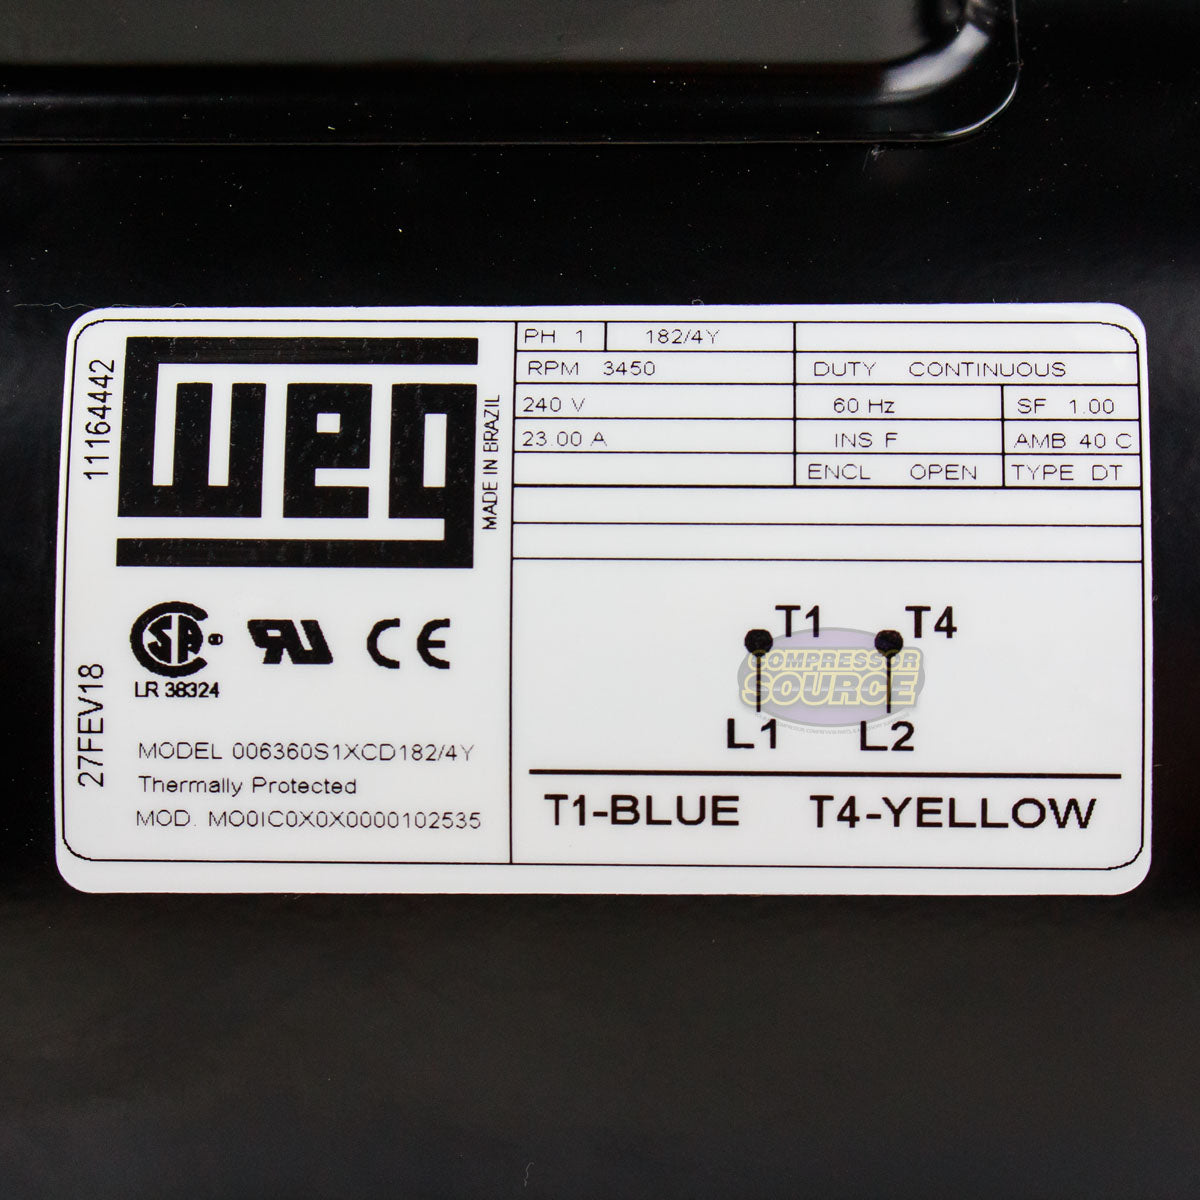 11164442
weg
MADE IN BRAZIL
27FEV18
SA
LR 38324
CE
MODEL 006360S1XCD182/4Y
Thermally Protected
MOD. MO0IC0X0X0000102535
PH 1 182/4Y
RPM 3450 DUTY CONTINUOUS
240 V 60 Hz SF 1.00
23.00 A INS F AMB 40 C
ENCL OPEN TYPE DT
T1 T4
COMPRESSOR
SOURCE
L1 L2
T1-BLUE T4-YELLOW